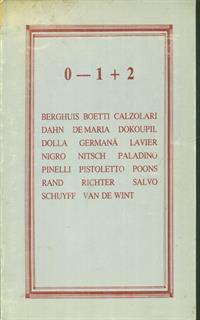 0 — 1 + 2
BERGHUIS BOETTI CALZOLARI
DAHN DE MARIA DOKOUPIL
DOLLA GERMANÀ LAVIER
NIGRO NITSCH PALADINO
PINELLI PISTOLETTO POONS
RAND RICHTER SALVO
SCHUYFF VAN DE WINT